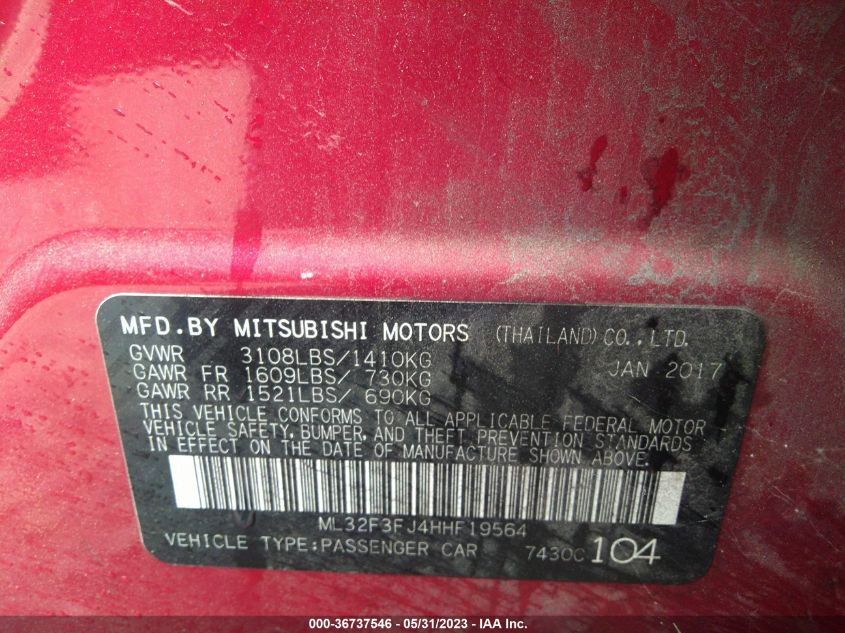 MFD.BY MITSUBISHI MOTORS (THAILAND) CO., LTD.
GVWR 3108LBS/1410KG JAN 2017
GAWR FR 1609LBS/ 730KG
GAWR RR 1521LBS/ 690KG
THIS VEHICLE CONFORMS TO ALL APPLICABLE FEDERAL MOTOR
VEHICLE SAFETY, BUMPER, AND THEFT PREVENTION STANDARDS
IN EFFECT ON THE DATE OF MANUFACTURE SHOWN ABOVE.
ML32F3FJ4HHF19564
VEHICLE TYPE:PASSENGER CAR 7430C 104
000-36737546 - 05/31/2023 - IAA Inc.